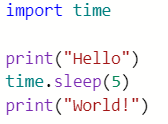 import time

print("Hello")
time.sleep(5)
print("World!")